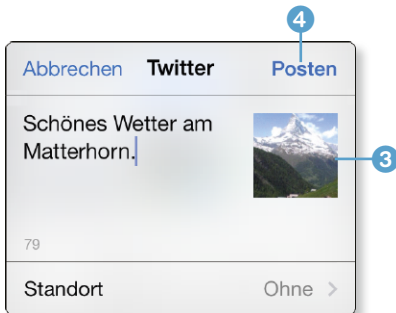 4
Abbrechen Twitter Posten
Schönes Wetter am
Matterhorn.
3
79
Standort Ohne >